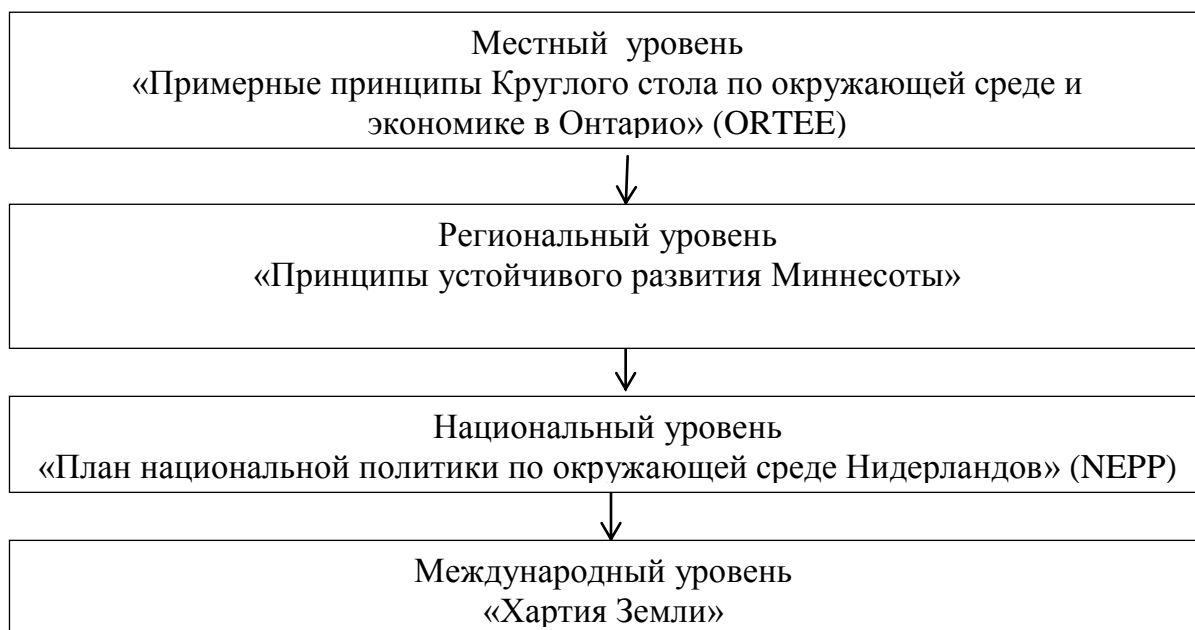 Местный уровень
«Примерные принципы Круглого стола по окружающей среде и
экономике в Онтарио» (ORTEE)
Региональный уровень
«Принципы устойчивого развития Миннесоты»
Национальный уровень
«План национальной политики по окружающей среде Нидерландов» (NEPP)
Международный уровень
«Хартия Земли»